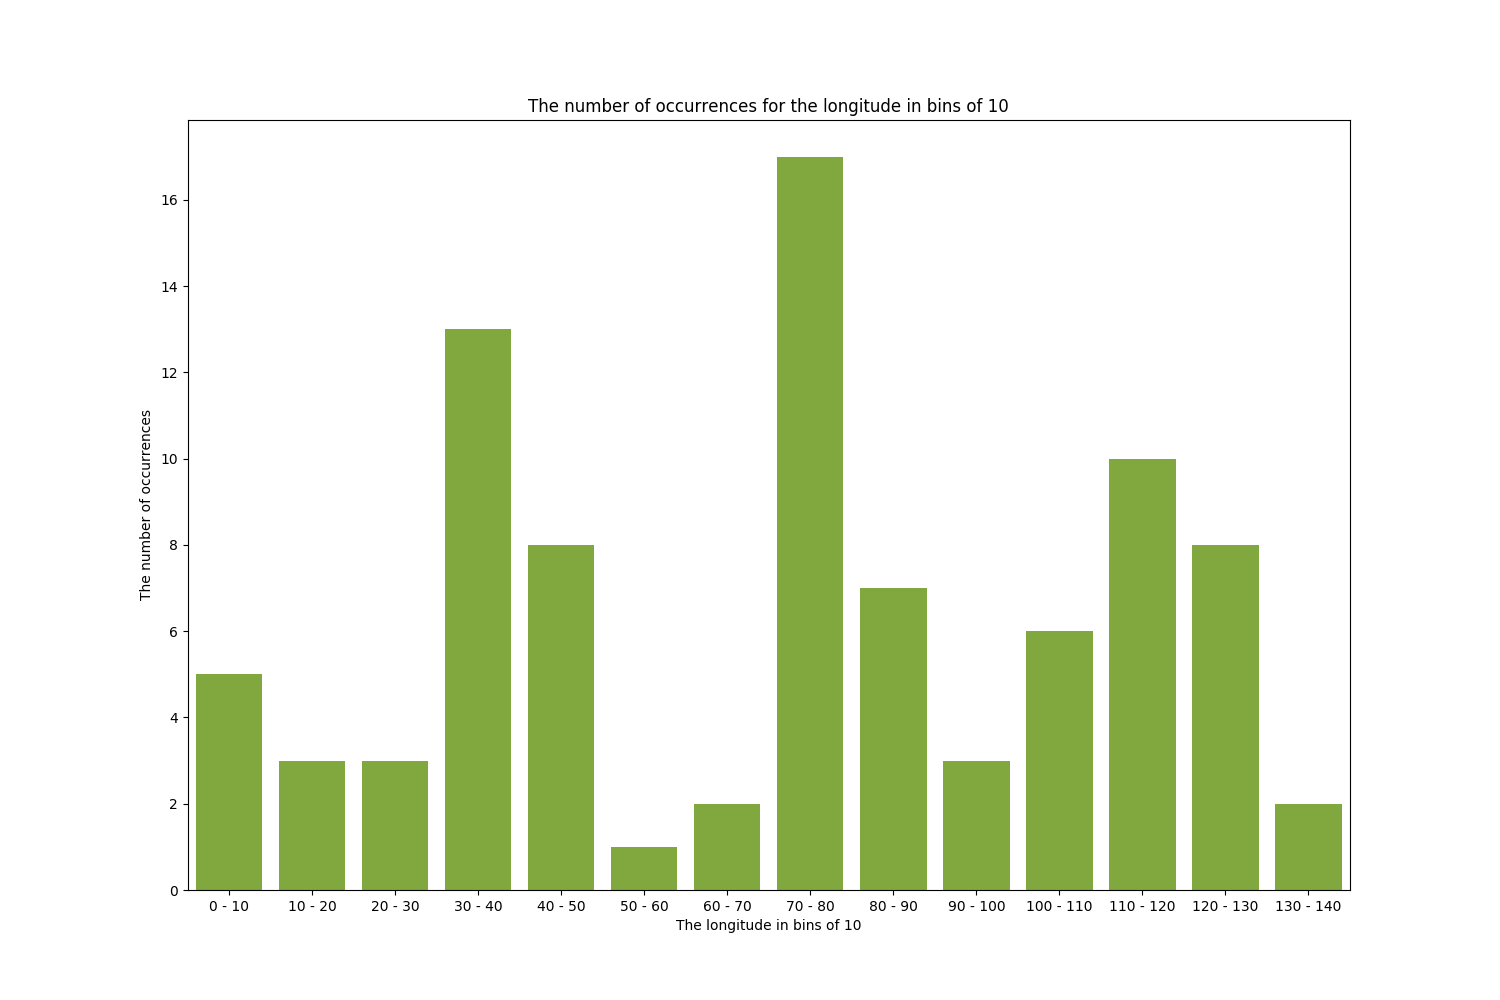 The number of occurrences for the longitude in bins of 10
The number of occurrences
16
14
12
10
8
6
4
2
0
0 - 10 10 - 20 20 - 30 30 - 40 40 - 50 50 - 60 60 - 70 70 - 80 80 - 90 90 - 100 100 - 110 110 - 120 120 - 130 130 - 140
The longitude in bins of 10